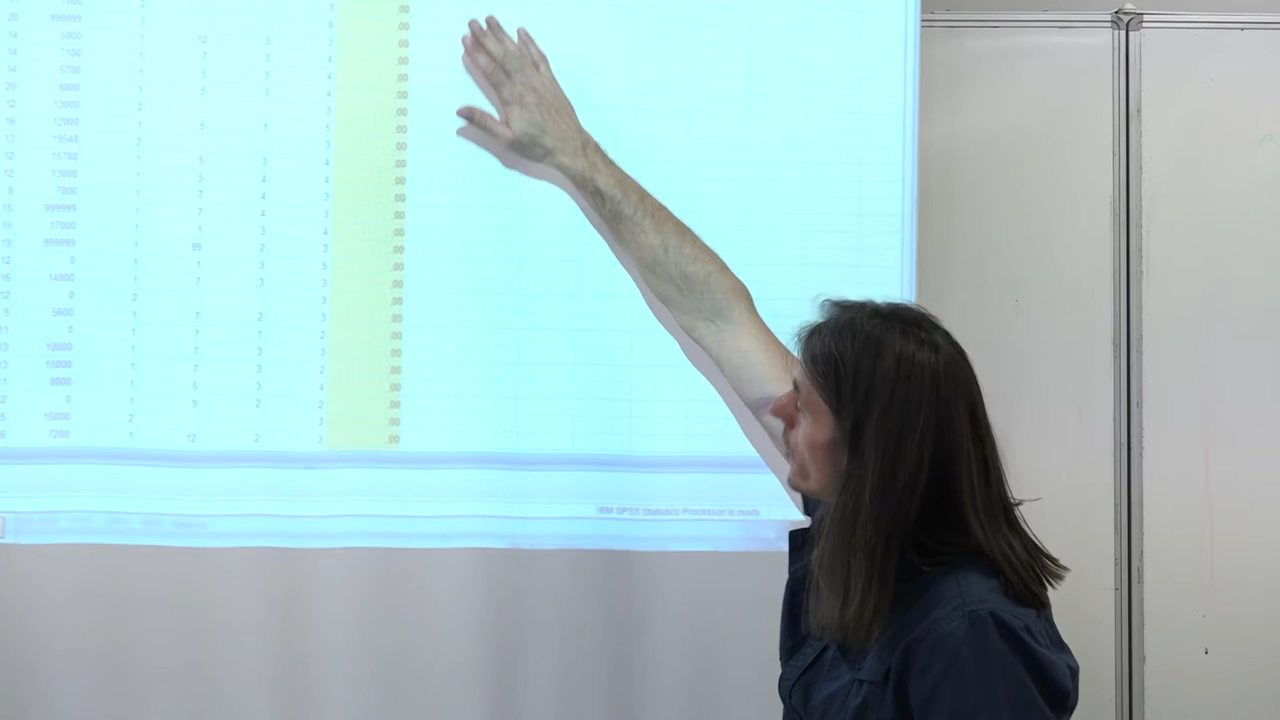 20 999999 3 8 .00
14 5000 1 12 3 3 .00
14 7100 1 7 3 4 .00
14 5700 1 5 3 4 .00
20 8000 1 5 3 4 .00
12 13000 2 3 .00
16 12000 1 5 1 5 .00
13 19548 2 3 .00
12 15780 1 5 3 4 .00
12 13000 1 5 4 4 .00
8 7000 1 7 4 3 .00
15 999999 1 7 4 3 .00
15 17000 1 1 3 4 .00
19 999999 1 99 2 3 .00
12 0 1 1 3 5 .00
16 14000 1 7 3 3 .00
12 0 2 3 .00
9 5600 1 7 2 3 .00
11 0 1 7 1 2 .00
13 18000 1 7 3 3 .00
15000 1 7 3 2 .00
8000 1 5 3 4 .00
0 1 9 2 2 .00
15000 2 3 .00
7200 1 12 2 3 .00
IBM SPSS Statistics Processor is ready